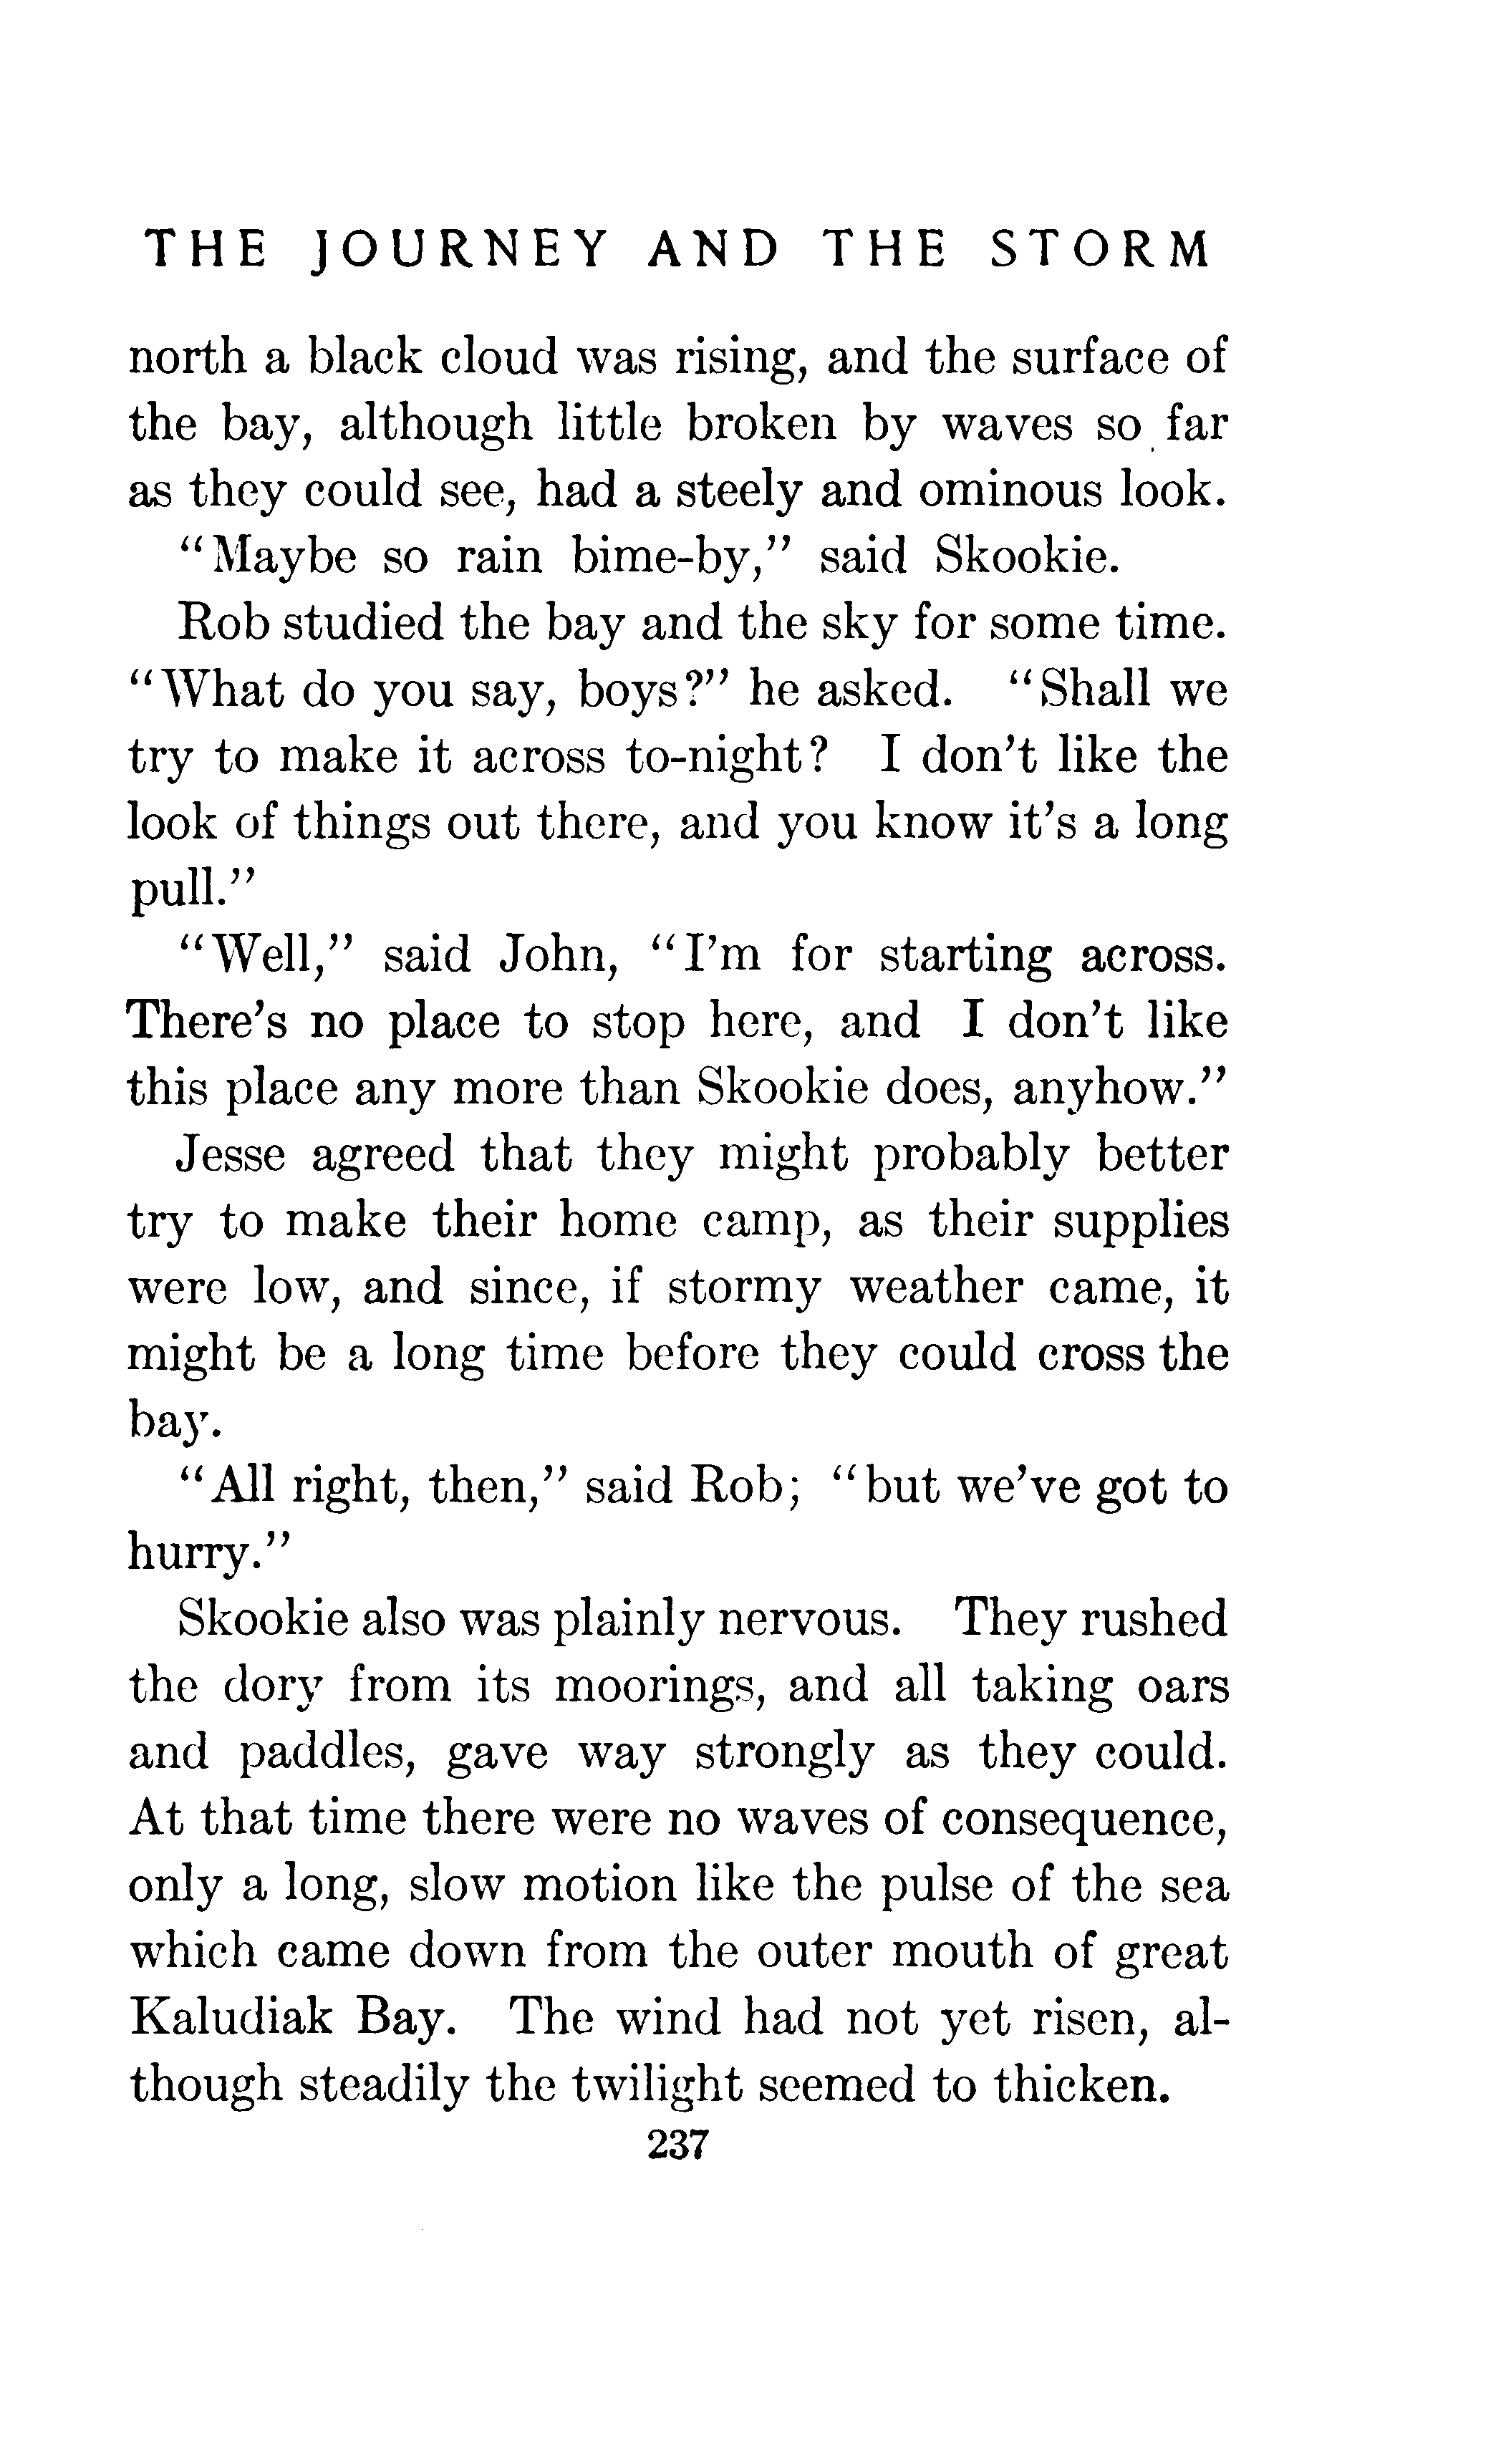 THE JOURNEY AND THE STORM
north a black cloud was rising, and the surface of
the bay, although little broken by waves so far
as they could see, had a steely and ominous look.
"Maybe so rain bime-by," said Skookie.
Rob studied the bay and the sky for some time.
"What do you say, boys?" he asked. "Shall we
try to make it across to-night? I don't like the
look of things out there, and you know it's a long
pull."
"Well," said John, "I'm for starting across.
There's no place to stop here, and I don't like
this place any more than Skookie does, anyhow."
Jesse agreed that they might probably better
try to make their home camp, as their supplies
were low, and since, if stormy weather came, it
might be a long time before they could cross the
bay.
"All right, then," said Rob; "but we've got to
hurry."
Skookie also was plainly nervous. They rushed
the dory from its moorings, and all taking oars
and paddles, gave way strongly as they could.
At that time there were no waves of consequence,
only a long, slow motion like the pulse of the sea
which came down from the outer mouth of great
Kaludiak Bay. The wind had not yet risen, al-
though steadily the twilight seemed to thicken.
237